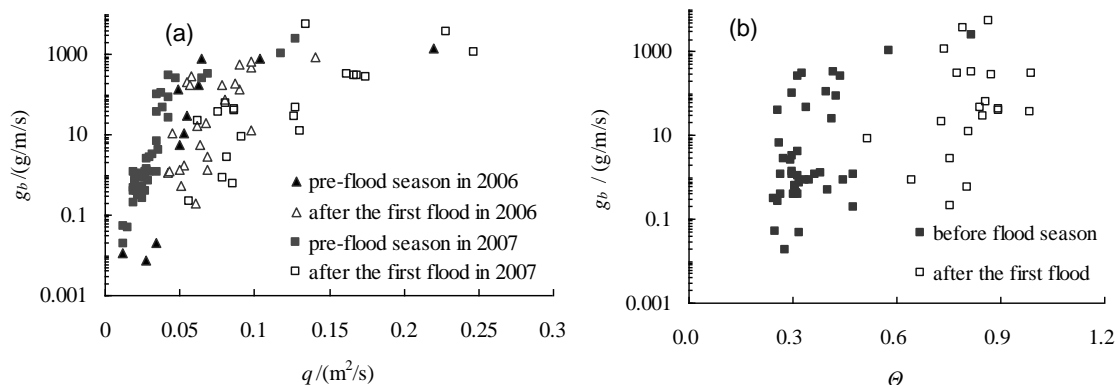 (a)
g_b/(g/m/s)
1000
10
0.1
0.001
0
0.05
0.1
0.15
0.2
0.25
0.3
q/(m²/s)
pre-flood season in 2006
after the first flood in 2006
pre-flood season in 2007
after the first flood in 2007
(b)
g_b / (g/m/s)
1000
10
0.1
0.001
0.0
0.3
0.6
0.9
1.2
Θ
before flood season
after the first flood